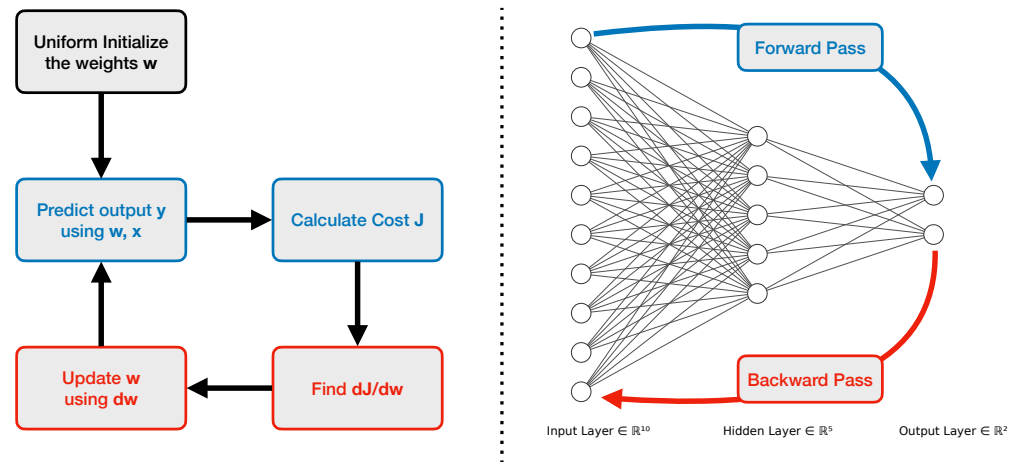 Uniform Initialize
the weights w
Predict output y
using w, x
Calculate Cost J
Update w
using dw
Find dJ/dw
Forward Pass
Backward Pass
Input Layer ∈ ℝ¹⁰
Hidden Layer ∈ ℝ⁵
Output Layer ∈ ℝ²